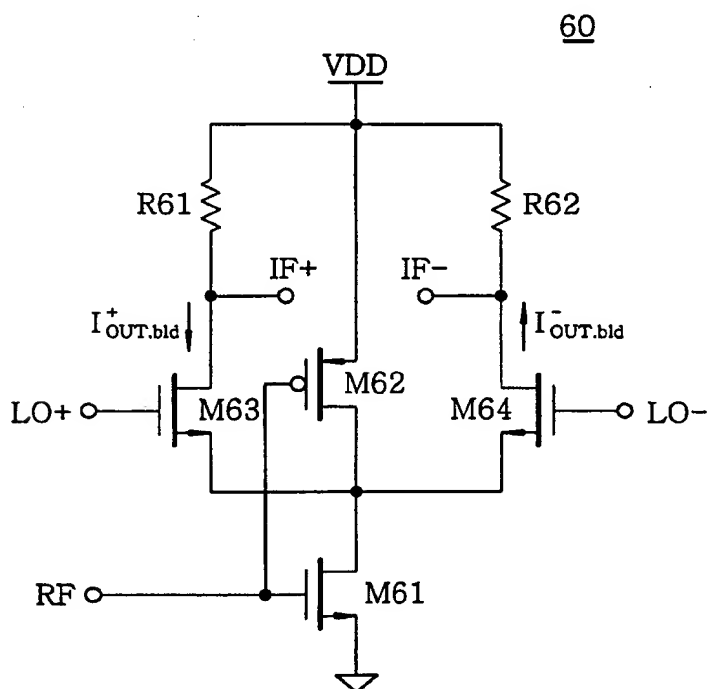 60
VDD
R61
R62
IF+
IF-
I+OUT.bld
I-OUT.bld
M62
LO+
M63
M64
LO-
RF
M61